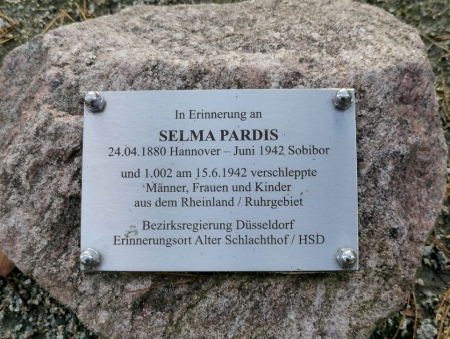 In Erinnerung an
SELMA PARDIS
24.04.1880 Hannover – Juni 1942 Sobibor
und 1.002 am 15.6.1942 verschleppte
Männer, Frauen und Kinder
aus dem Rheinland / Ruhrgebiet
Bezirksregierung Düsseldorf
Erinnerungsort Alter Schlachthof / HSD